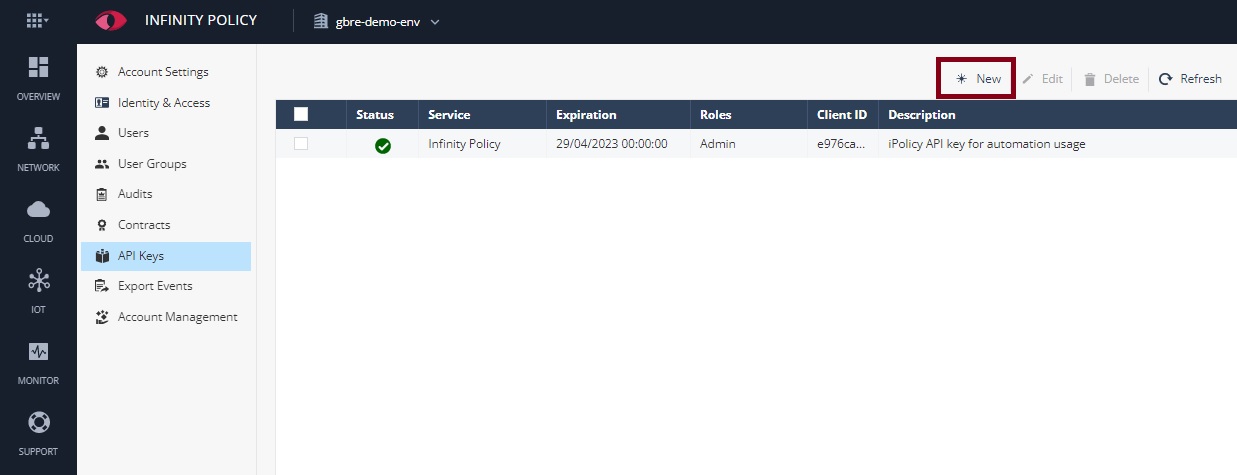 INFINITY POLICY
gbre-demo-env
OVERVIEW
NETWORK
CLOUD
IOT
MONITOR
SUPPORT
Account Settings
Identity & Access
Users
User Groups
Audits
Contracts
API Keys
Export Events
Account Management
New Edit Delete Refresh
Status Service Expiration Roles Client ID Description
Infinity Policy 29/04/2023 00:00:00 Admin e976ca... iPolicy API key for automation usage